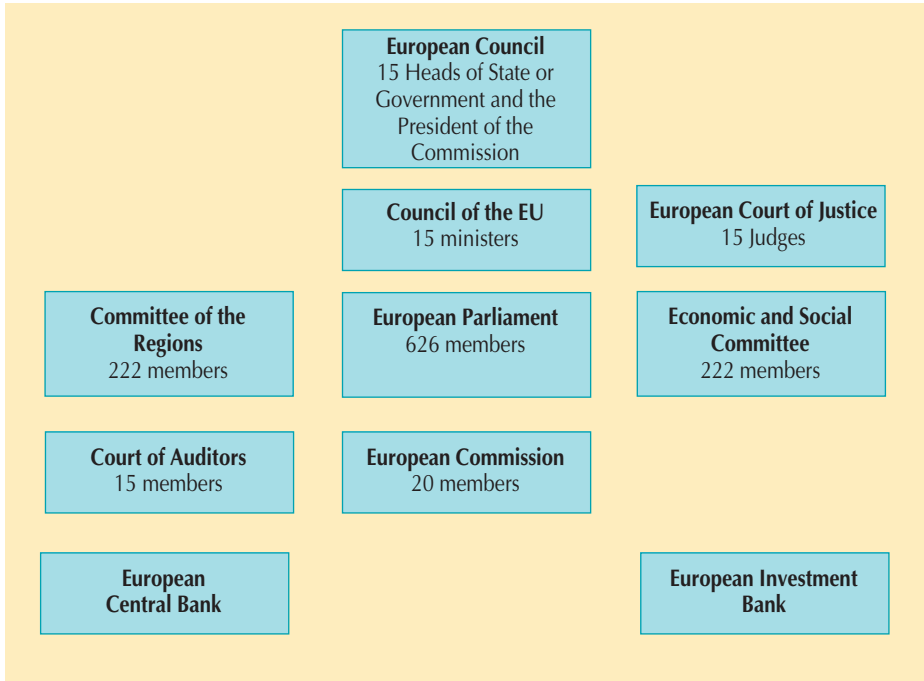 European Council
15 Heads of State or
Government and the
President of the
Commission
Council of the EU
15 ministers
European Court of Justice
15 Judges
Committee of the
Regions
222 members
European Parliament
626 members
Economic and Social
Committee
222 members
Court of Auditors
15 members
European Commission
20 members
European
Central Bank
European Investment
Bank